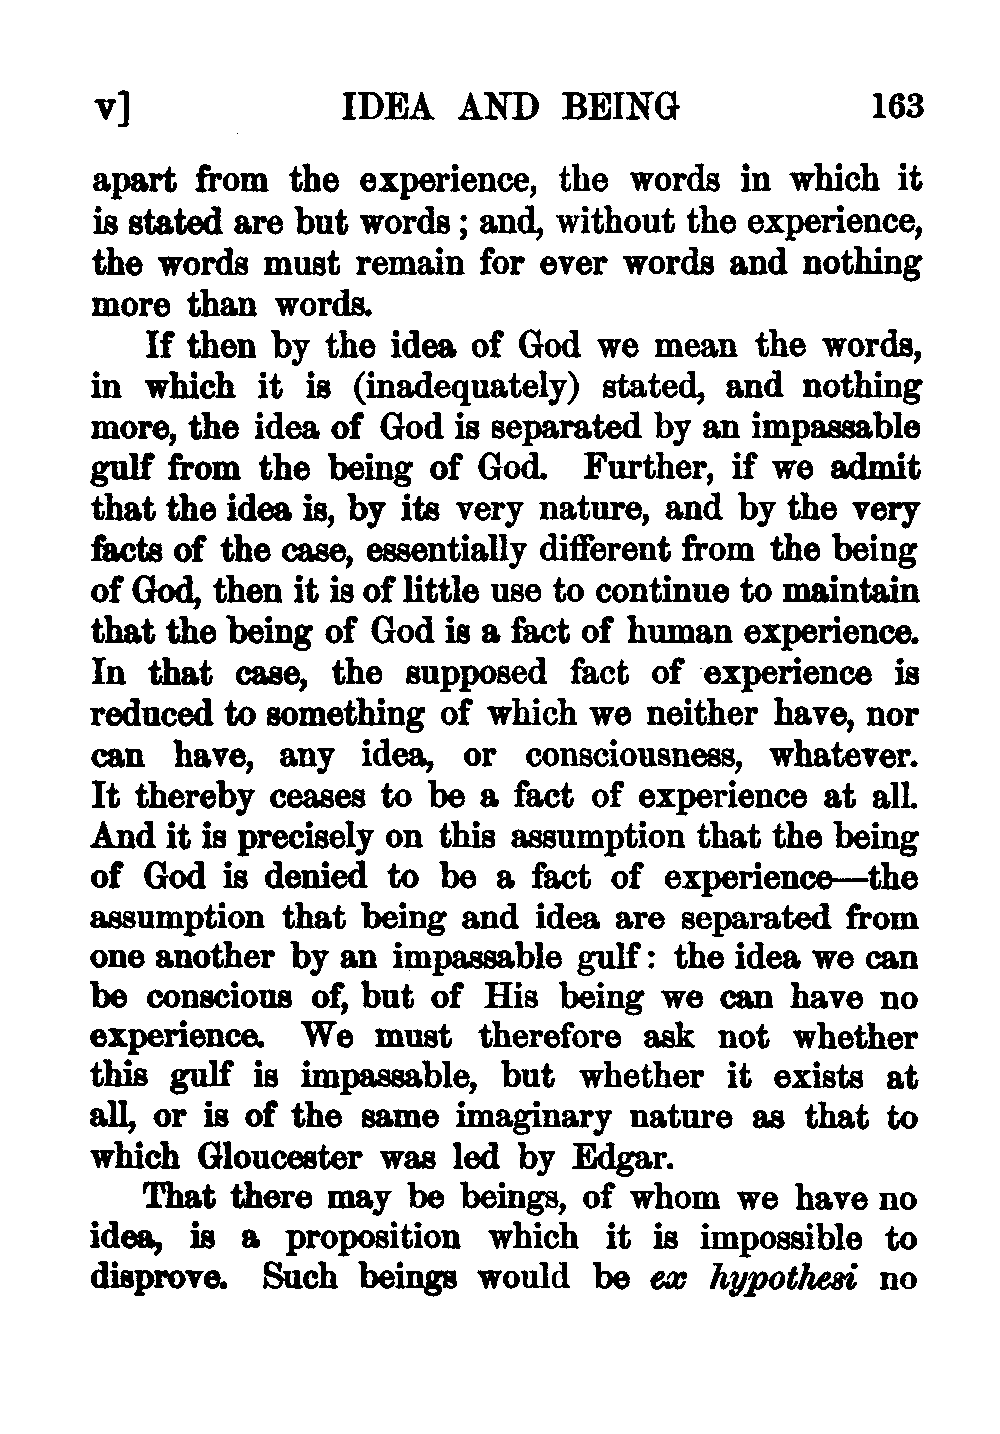 v] IDEA AND BEING 163
apart from the experience, the words in which it
is stated are but words ; and, without the experience,
the words must remain for ever words and nothing
more than words.
If then by the idea of God we mean the words,
in which it is (inadequately) stated, and nothing
more, the idea of God is separated by an impassable
gulf from the being of God. Further, if we admit
that the idea is, by its very nature, and by the very
facts of the case, essentially different from the being
of God, then it is of little use to continue to maintain
that the being of God is a fact of human experience.
In that case, the supposed fact of experience is
reduced to something of which we neither have, nor
can have, any idea, or consciousness, whatever.
It thereby ceases to be a fact of experience at all.
And it is precisely on this assumption that the being
of God is denied to be a fact of experience—the
assumption that being and idea are separated from
one another by an impassable gulf : the idea we can
be conscious of, but of His being we can have no
experience. We must therefore ask not whether
this gulf is impassable, but whether it exists at
all, or is of the same imaginary nature as that to
which Gloucester was led by Edgar.
That there may be beings, of whom we have no
idea, is a proposition which it is impossible to
disprove. Such beings would be ex hypothesi no